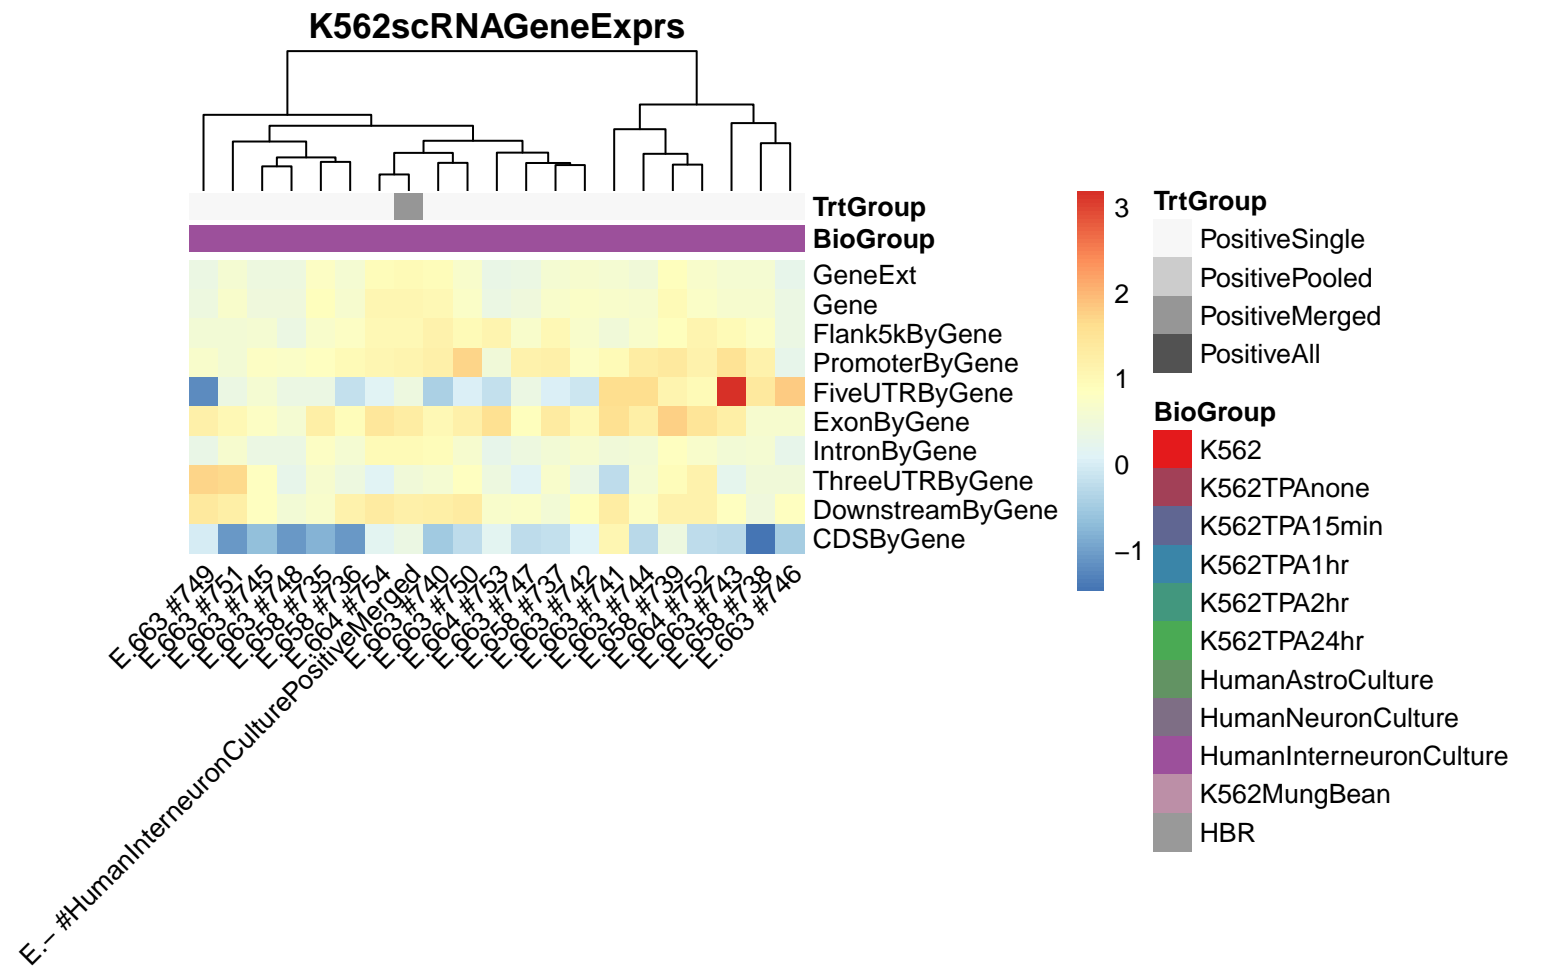 K562scRNAGeneExprs
TrtGroup
BioGroup
GeneExt
Gene
Flank5kByGene
PromoterByGene
FiveUTRByGene
ExonByGene
IntronByGene
ThreeUTRByGene
DownstreamByGene
CDSByGene
E.663 #749
E.663 #751
E.663 #745
E.663 #748
E.658 #735
E.658 #736
E.664 #754
E.− #HumanInterneuronCulturePositiveMerged
E.663 #740
E.663 #750
E.664 #753
E.663 #747
E.658 #737
E.663 #742
E.663 #741
E.663 #744
E.658 #739
E.664 #752
E.663 #743
E.658 #738
E.663 #746
3
2
1
0
−1
TrtGroup
PositiveSingle
PositivePooled
PositiveMerged
PositiveAll
BioGroup
K562
K562TPAnone
K562TPA15min
K562TPA1hr
K562TPA2hr
K562TPA24hr
HumanAstroCulture
HumanNeuronCulture
HumanInterneuronCulture
K562MungBean
HBR